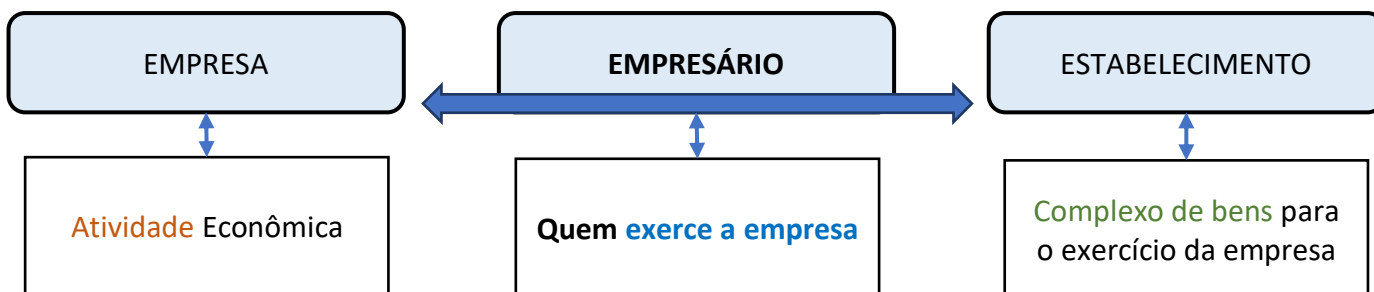 EMPRESA
EMPRESÁRIO
ESTABELECIMENTO
Atividade Econômica
Quem exerce a empresa
Complexo de bens para
o exercício da empresa